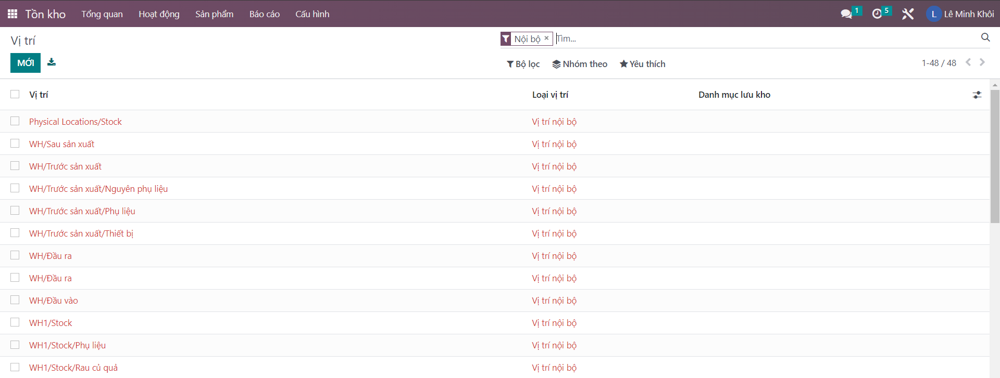 Tồn kho Tổng quan Hoạt động Sản phẩm Báo cáo Cấu hình 1 5 L Lê Minh Khôi
Vị trí Nội bộ × Tìm...
MỚI Bộ lọc Nhóm theo Yêu thích 1-48 / 48
Vị trí Loại vị trí Danh mục lưu kho
Physical Locations/Stock Vị trí nội bộ
WH/Sau sản xuất Vị trí nội bộ
WH/Trước sản xuất Vị trí nội bộ
WH/Trước sản xuất/Nguyên phụ liệu Vị trí nội bộ
WH/Trước sản xuất/Phụ liệu Vị trí nội bộ
WH/Trước sản xuất/Thiết bị Vị trí nội bộ
WH/Đầu ra Vị trí nội bộ
WH/Đầu ra Vị trí nội bộ
WH/Đầu vào Vị trí nội bộ
WH1/Stock Vị trí nội bộ
WH1/Stock/Phụ liệu Vị trí nội bộ
WH1/Stock/Rau củ quả Vị trí nội bộ